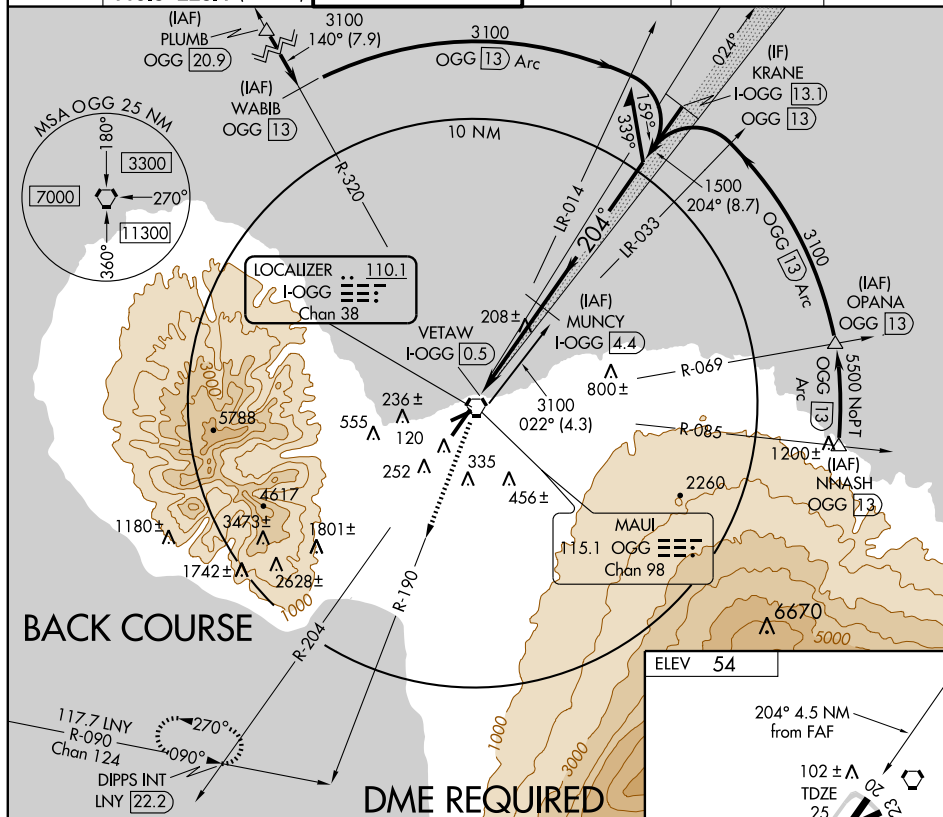 (IAF)
PLUMB
OGG 20.9
3100
140° (7.9)
(IAF)
WABIB
OGG 13
3100
OGG 13 Arc
024°
(IF)
KRANE
I-OGG 13.1
OGG 13
MSA OGG 25 NM
180°
3300
7000
270°
11300
360°
10 NM
R-320
LR-014
339°
159°
204°
LR-033
1500
204° (8.7)
3100
OGG 13 Arc
(IAF)
OPANA
OGG 13
LOCALIZER 110.1
I-OGG
Chan 38
VETAW
I-OGG 0.5
208±
(IAF)
MUNCY
I-OGG 4.4
800±
R-069
5500 NoPT
OGG 13
Arc
3100
022° (4.3)
R-085
1200±
(IAF)
NNASH
OGG 13
3000
5788
236±
555
120
252
335
456±
2260
4617
3473±
1180±
1801±
1742±
2628±
1000
MAUI
115.1 OGG
Chan 98
R-190
R-204
BACK COURSE
6670
5000
1000
3000
117.7 LNY
R-090
Chan 124
270°
090°
DIPPS INT
LNY 22.2
DME REQUIRED
ELEV 54
204° 4.5 NM
from FAF
102±
TDZE
25
20
23